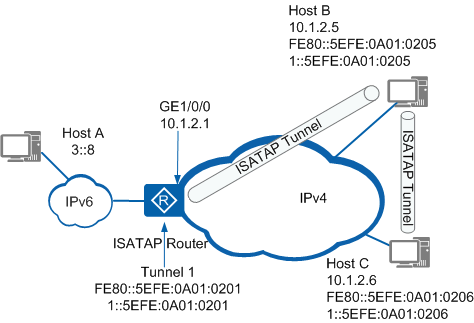 Host B
10.1.2.5
FE80::5EFE:0A01:0205
1::5EFE:0A01:0205
GE1/0/0
10.1.2.1
Host A
3::8
ISATAP Tunnel
IPv6
R
IPv4
ISATAP Tunnel
ISATAP Router
Tunnel 1
FE80::5EFE:0A01:0201
1::5EFE:0A01:0201
Host C
10.1.2.6
FE80::5EFE:0A01:0206
1::5EFE:0A01:0206